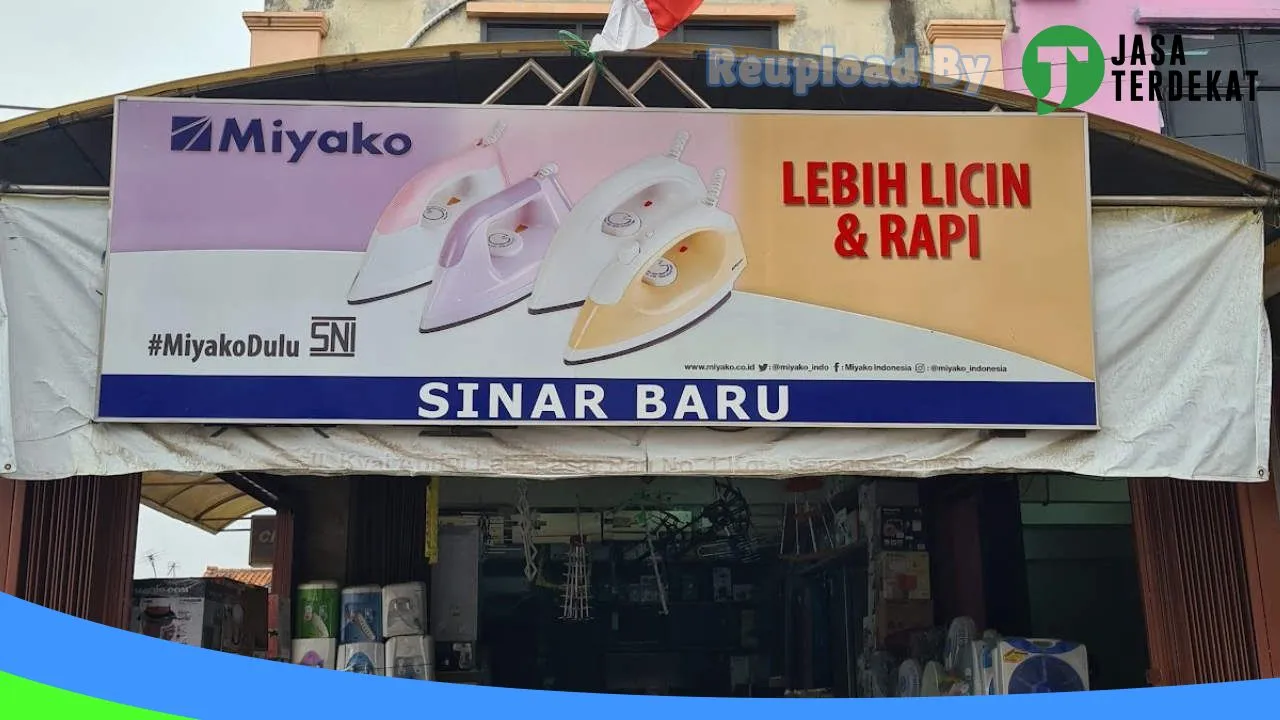 Reupload By
JASA
TERDEKAT
Miyako
LEBIH LICIN
& RAPI
#MiyakoDulu SNI
www.miyako.co.id : @miyako_indo : Miyako Indonesia : @miyako_indonesia
SINAR BARU